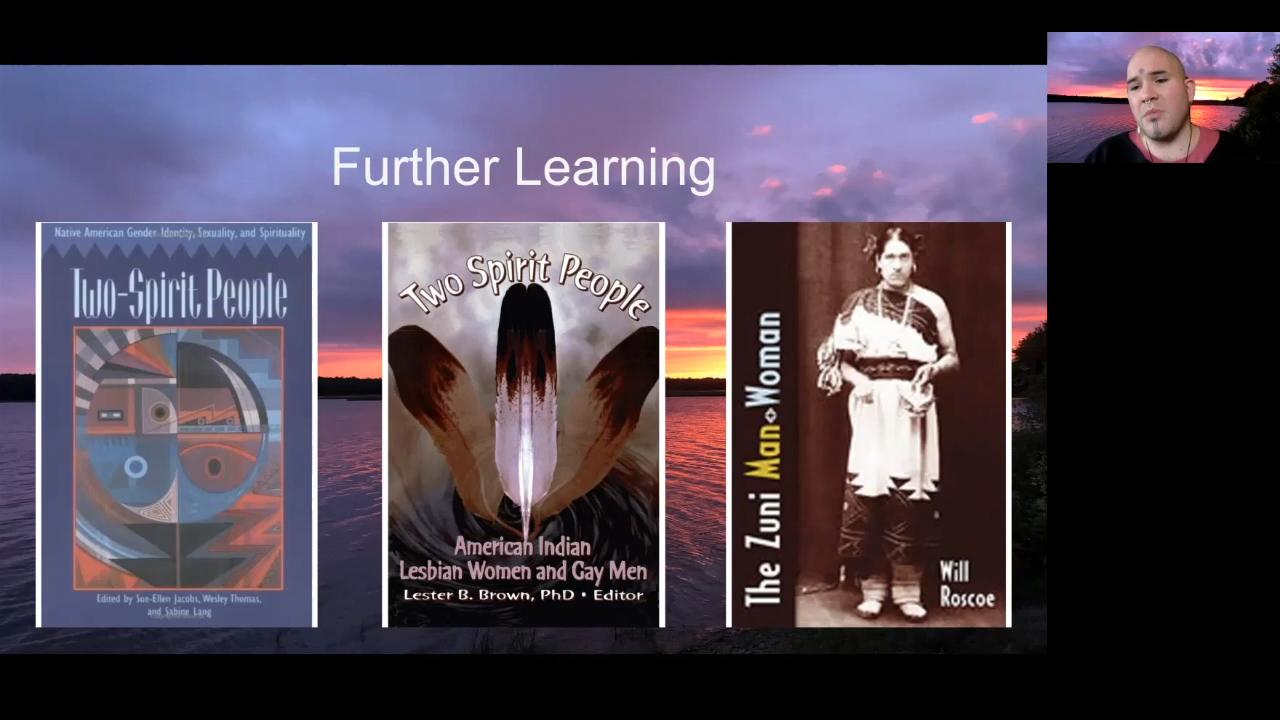 Further Learning
Native American Gender Identity, Sexuality, and Spirituality
Two-Spirit People
Edited by Sue-Ellen Jacobs, Wesley Thomas,
and Sabine Lang
Two Spirit People
American Indian
Lesbian Women and Gay Men
Lester B. Brown, PhD • Editor
The Zuni Man-Woman
Will
Roscoe